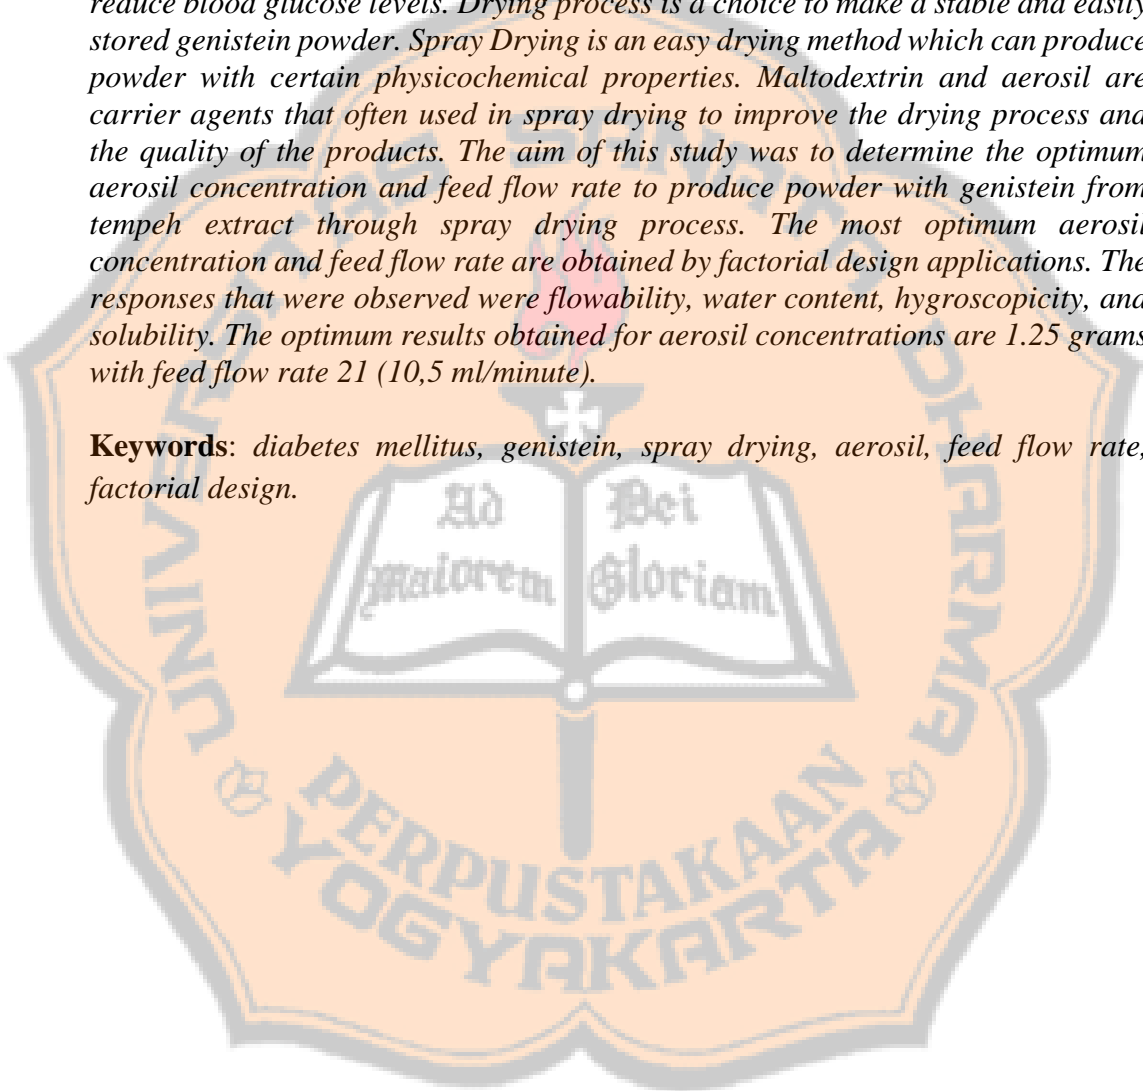 reduce blood glucose levels. Drying process is a choice to make a stable and easily
stored genistein powder. Spray Drying is an easy drying method which can produce
powder with certain physicochemical properties. Maltodextrin and aerosil are
carrier agents that often used in spray drying to improve the drying process and
the quality of the products. The aim of this study was to determine the optimum
aerosil concentration and feed flow rate to produce powder with genistein from
tempeh extract through spray drying process. The most optimum aerosil
concentration and feed flow rate are obtained by factorial design applications. The
responses that were observed were flowability, water content, hygroscopicity, and
solubility. The optimum results obtained for aerosil concentrations are 1.25 grams
with feed flow rate 21 (10,5 ml/minute).
Keywords: diabetes mellitus, genistein, spray drying, aerosil, feed flow rate,
factorial design.
UNIVERSITAS SANATA DHARMA
Ad Dei
maiorem Gloriam
PERPUSTAKAAN
YOGYAKARTA